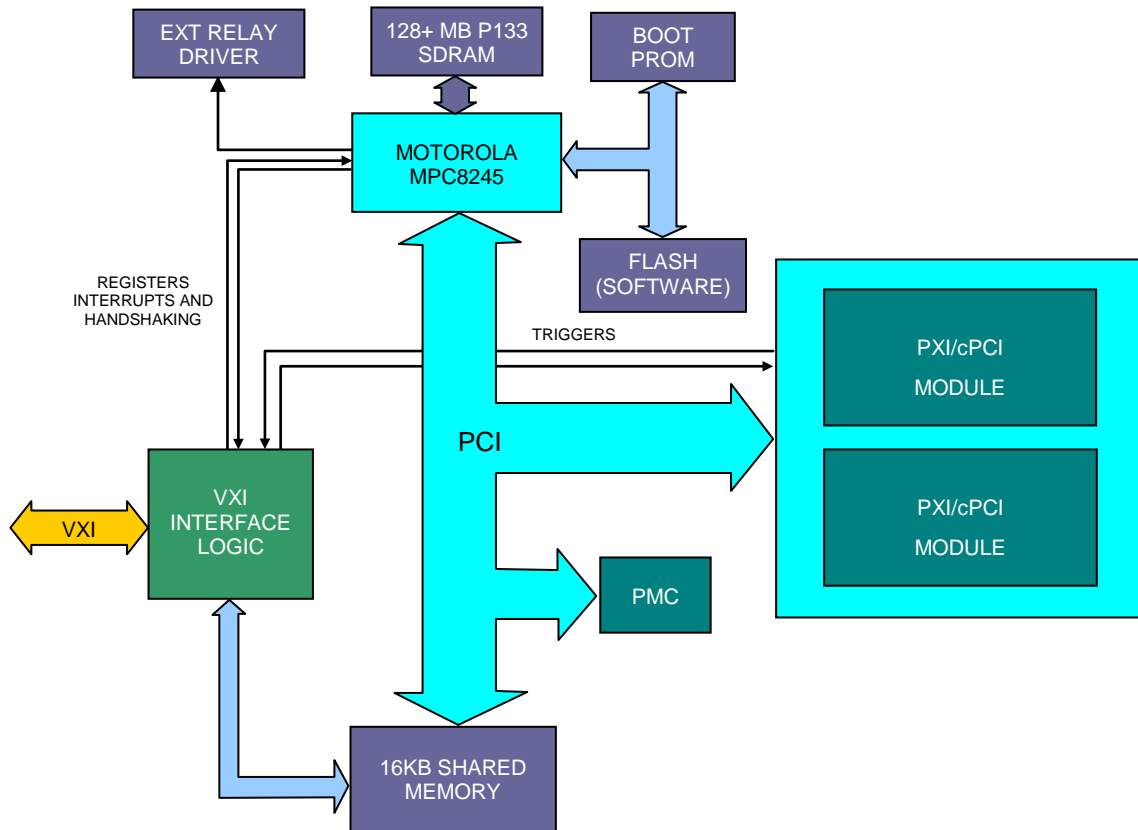 EXT RELAY
DRIVER
128+ MB P133
SDRAM
BOOT
PROM
MOTOROLA
MPC8245
FLASH
(SOFTWARE)
REGISTERS
INTERRUPTS AND
HANDSHAKING
TRIGGERS
PXI/cPCI
MODULE
PCI
VXI
VXI
INTERFACE
LOGIC
PXI/cPCI
MODULE
PMC
16KB SHARED
MEMORY